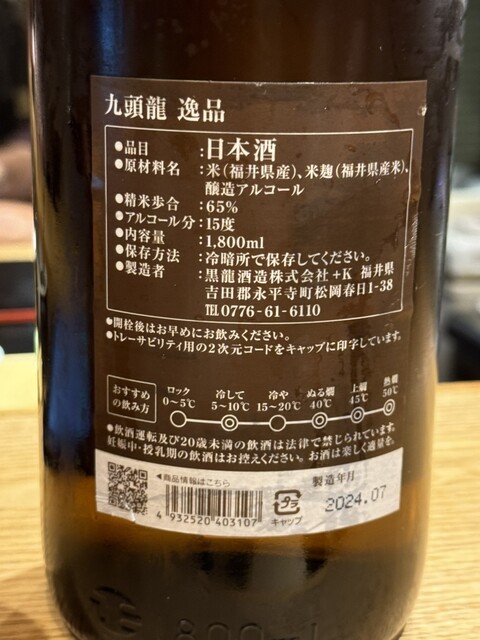 九頭龍 逸品
●品目 :日本酒
●原材料名 :米(福井県産)、米麹(福井県産米)、
醸造アルコール
●精米歩合 :65%
●アルコール分:15度
●内容量 :1,800ml
●保存方法 :冷暗所で保存してください。
●製造者 :黒龍酒造株式会社+K 福井県
吉田郡永平寺町松岡春日1-38
TEL0776-61-6110
●開栓後はお早めにお飲みください。
●トレーサビリティ用の2次元コードをキャップに印字しています。
おすすめ
の飲み方
ロック
0~5℃
冷して
5~10℃
冷や
15~20℃
ぬる燗
40℃
上燗
45℃
熱燗
50℃
●飲酒運転及び20歳未満の飲酒は法律で禁じられています。
妊娠中・授乳期の飲酒はお控えください。お酒は楽しく適量を。
◀商品情報はこちら
4 932520 403107
プラ
キャップ
製造年月
2024.07